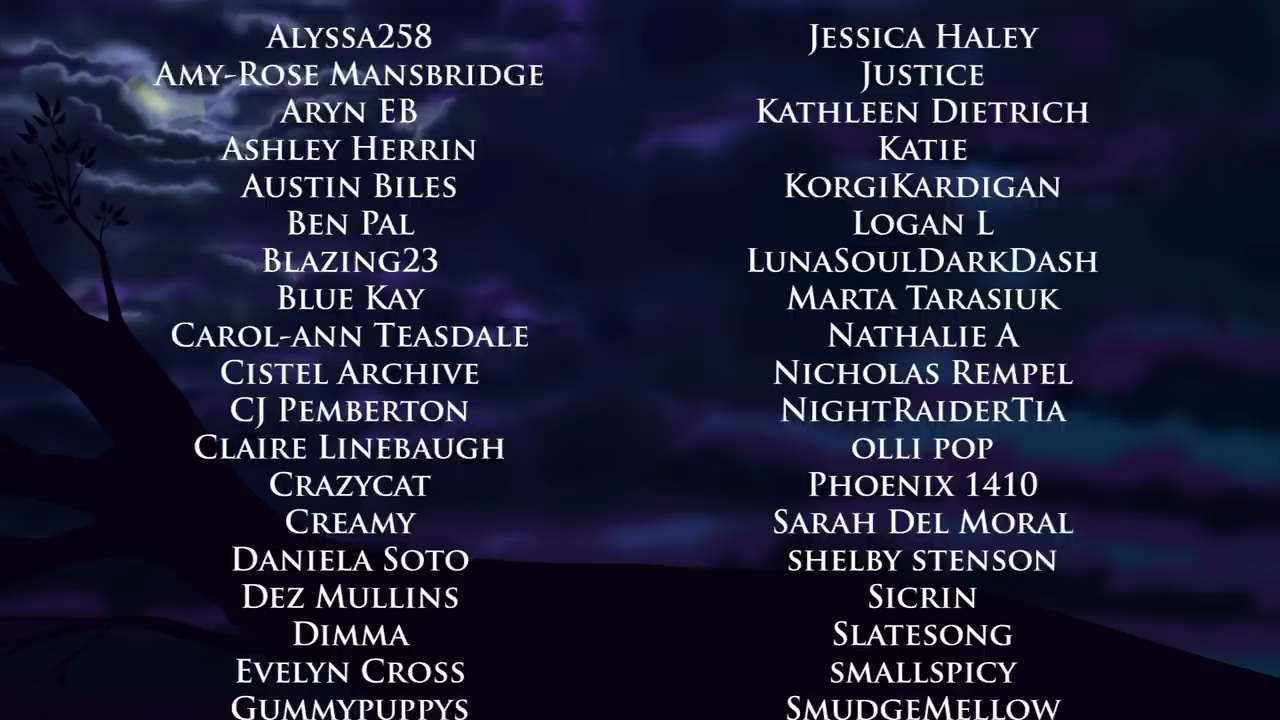 Alyssa258
Amy-Rose Mansbridge
Aryn EB
Ashley Herrin
Austin Biles
Ben Pal
Blazing23
Blue Kay
Carol-ann Teasdale
Cistel Archive
CJ Pemberton
Claire Linebaugh
Crazycat
Creamy
Daniela Soto
Dez Mullins
Dimma
Evelyn Cross
Gummypuppys
Jessica Haley
Justice
Kathleen Dietrich
Katie
KorgiKardigan
Logan L
LunaSoulDarkDash
Marta Tarasiuk
Nathalie A
Nicholas Rempel
NightRaiderTia
olli pop
Phoenix 1410
Sarah Del Moral
shelby stenson
Sicrin
Slatesong
smallspicy
SmudgeMellow